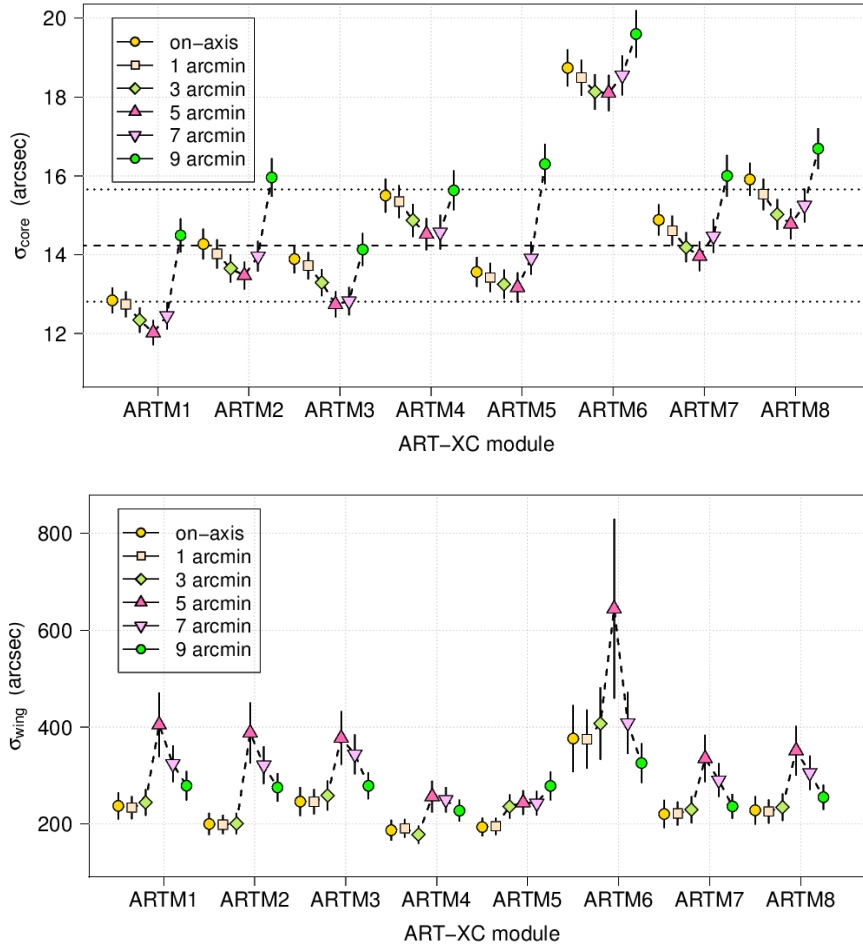 20
18
16
14
12
σcore (arcsec)
on−axis
1 arcmin
3 arcmin
5 arcmin
7 arcmin
9 arcmin
ARTM1 ARTM2 ARTM3 ARTM4 ARTM5 ARTM6 ARTM7 ARTM8
ART−XC module
800
600
400
200
σwing (arcsec)
on−axis
1 arcmin
3 arcmin
5 arcmin
7 arcmin
9 arcmin
ARTM1 ARTM2 ARTM3 ARTM4 ARTM5 ARTM6 ARTM7 ARTM8
ART−XC module